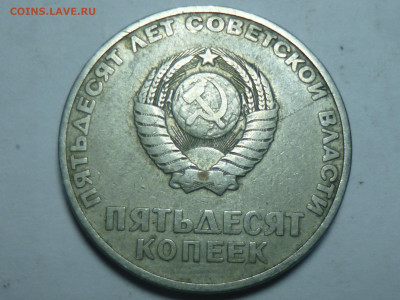 COINS.LAVE.RU
ПЯТЬДЕСЯТ ЛЕТ СОВЕТСКОЙ ВЛАСТИ
ПЯТЬДЕСЯТ
КОПЕЕК